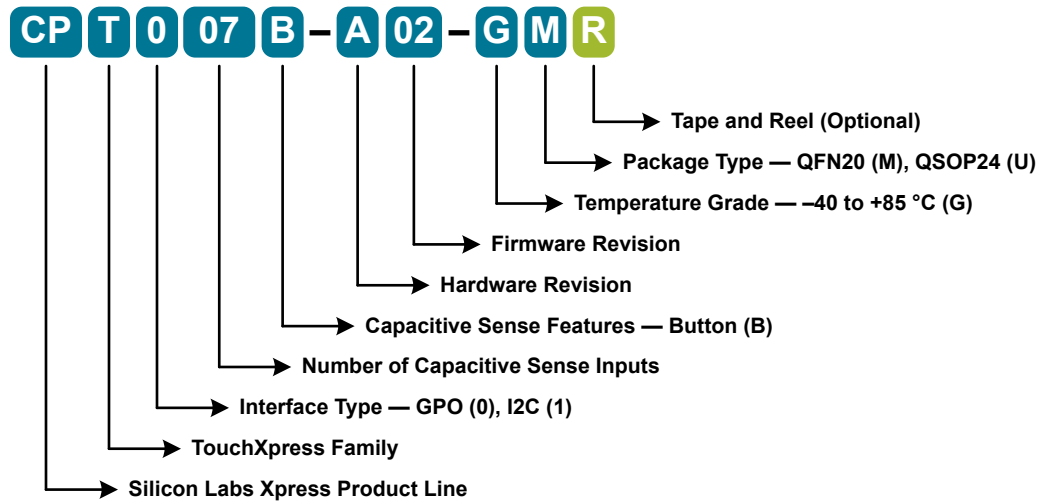 CP T 0 07 B – A 02 – G M R
Tape and Reel (Optional)
Package Type — QFN20 (M), QSOP24 (U)
Temperature Grade — –40 to +85 °C (G)
Firmware Revision
Hardware Revision
Capacitive Sense Features — Button (B)
Number of Capacitive Sense Inputs
Interface Type — GPO (0), I2C (1)
TouchXpress Family
Silicon Labs Xpress Product Line